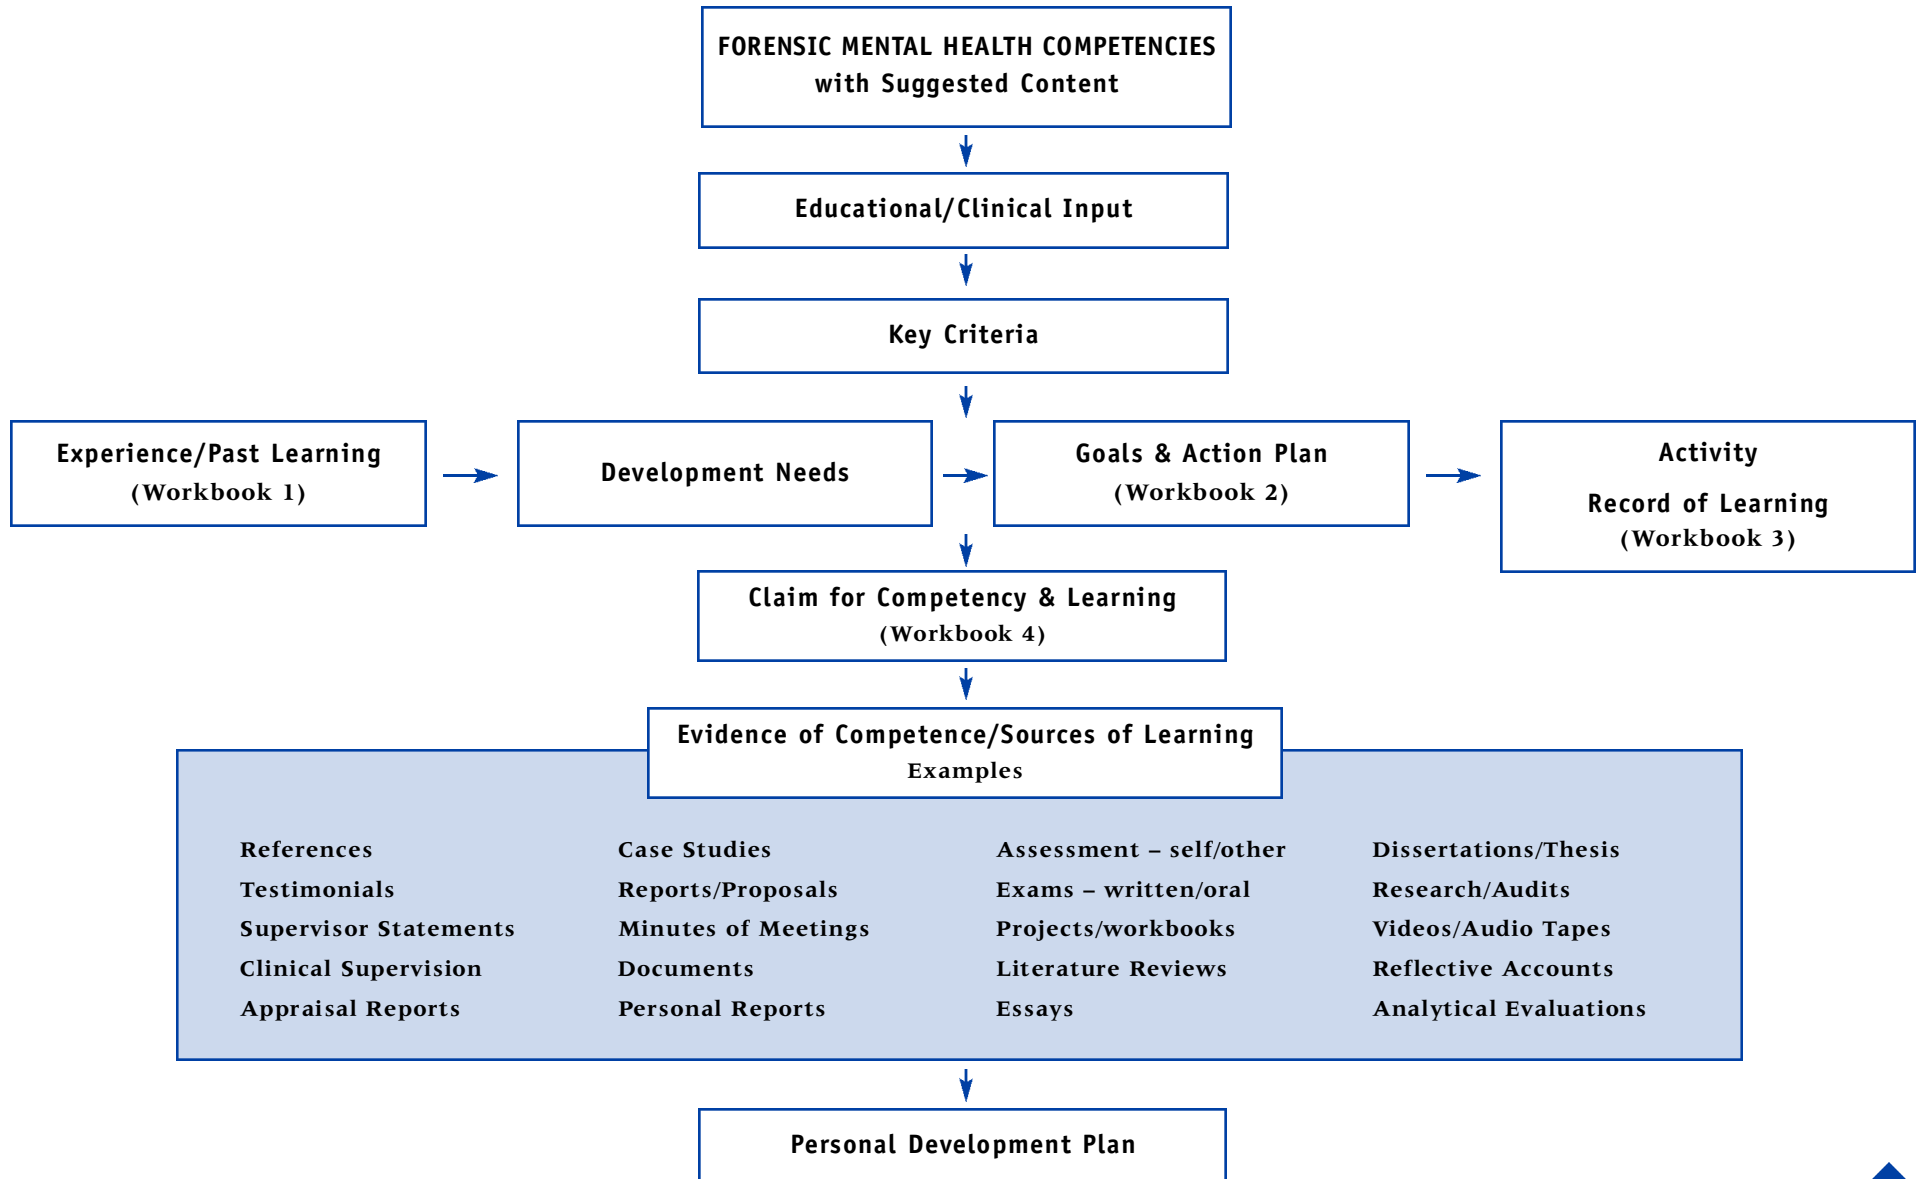 FORENSIC MENTAL HEALTH COMPETENCIES
with Suggested Content
Educational/Clinical Input
Key Criteria
Experience/Past Learning
(Workbook 1)
Development Needs
Goals & Action Plan
(Workbook 2)
Activity
Record of Learning
(Workbook 3)
Claim for Competency & Learning
(Workbook 4)
Evidence of Competence/Sources of Learning
Examples
References
Testimonials
Supervisor Statements
Clinical Supervision
Appraisal Reports
Case Studies
Reports/Proposals
Minutes of Meetings
Documents
Personal Reports
Assessment – self/other
Exams – written/oral
Projects/workbooks
Literature Reviews
Essays
Dissertations/Thesis
Research/Audits
Videos/Audio Tapes
Reflective Accounts
Analytical Evaluations
Personal Development Plan